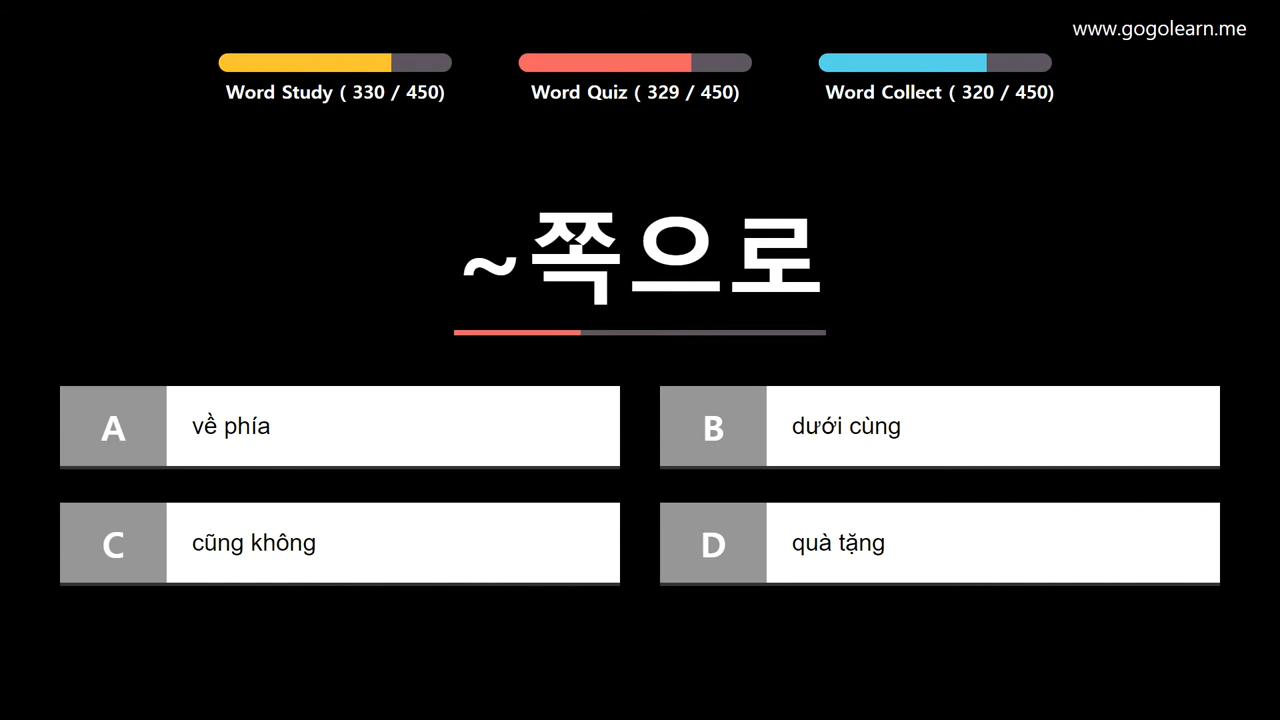 www.gogolearn.me
Word Study ( 330 / 450)
Word Quiz ( 329 / 450)
Word Collect ( 320 / 450)
~쪽으로
A
về phía
B
dưới cùng
C
cũng không
D
quà tặng